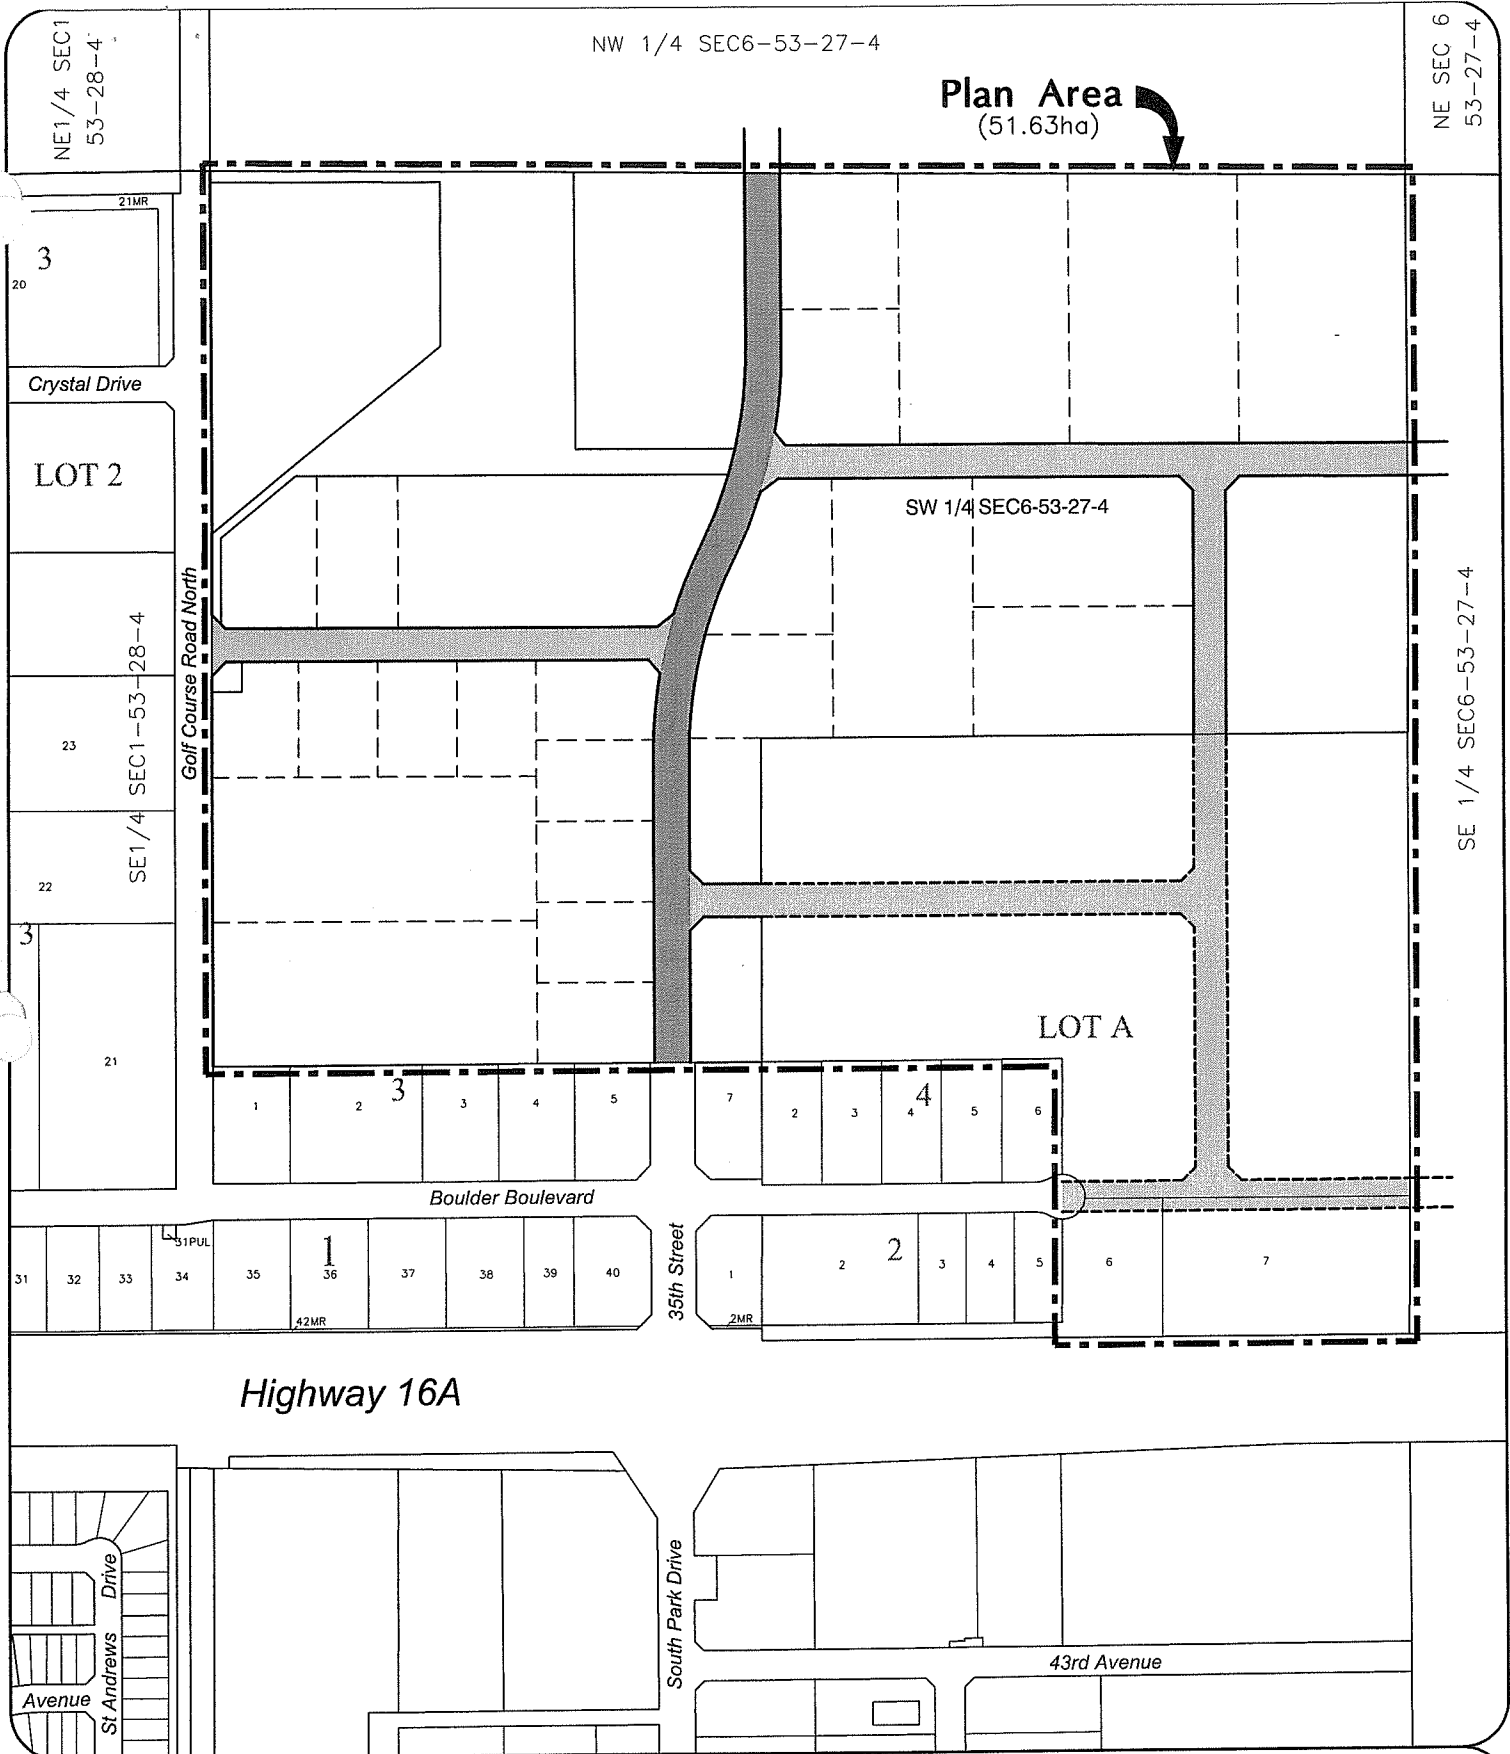 NE1/4 SEC1
53-28-4
NW 1/4 SEC6-53-27-4
NE SEC 6
53-27-4
Plan Area
(51.63ha)
21MR
3
20
Crystal Drive
LOT 2
SW 1/4 SEC6-53-27-4
Golf Course Road North
SE1/4 SEC1-53-28-4
SE 1/4 SEC6-53-27-4
23
22
3
21
LOT A
3
4
1
2
3
4
5
7
2
3
4
5
6
Boulder Boulevard
31PUL
1
2
31
32
33
34
35
36
37
38
39
40
35th Street
1
2
3
4
5
6
7
42MR
2MR
Highway 16A
St Andrews Drive
Avenue
South Park Drive
43rd Avenue